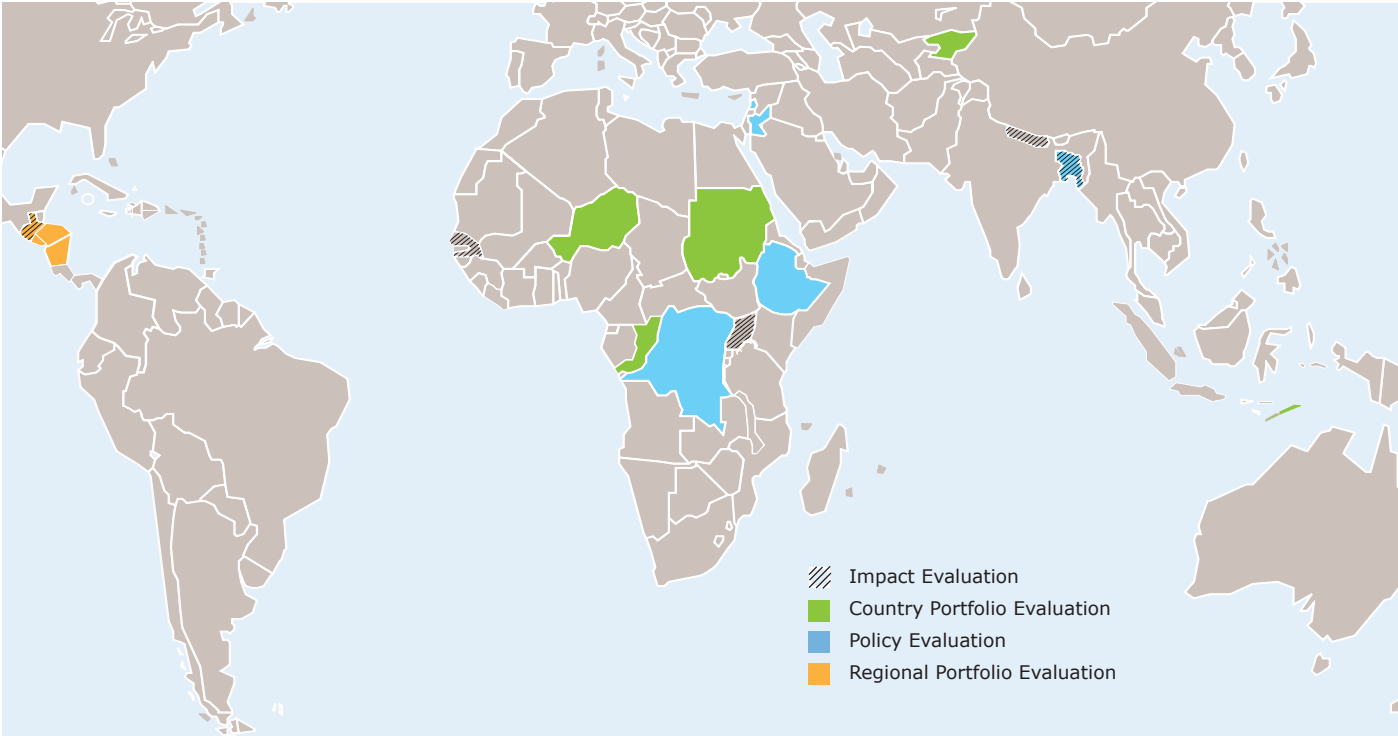 Impact Evaluation
Country Portfolio Evaluation
Policy Evaluation
Regional Portfolio Evaluation